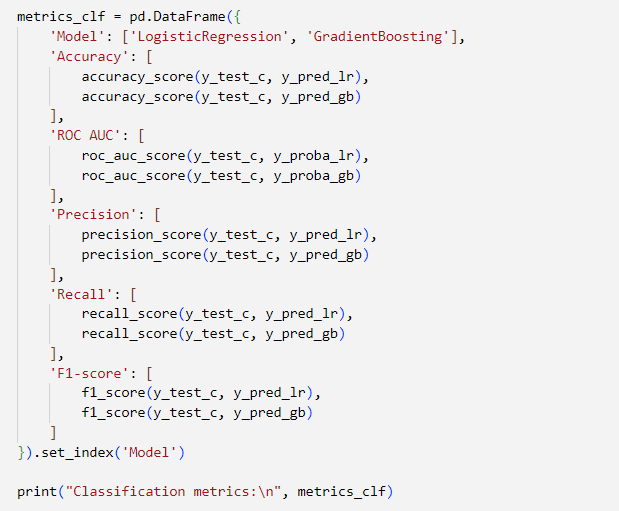 metrics_clf = pd.DataFrame({
    'Model': ['LogisticRegression', 'GradientBoosting'],
    'Accuracy': [
        accuracy_score(y_test_c, y_pred_lr),
        accuracy_score(y_test_c, y_pred_gb)
    ],
    'ROC AUC': [
        roc_auc_score(y_test_c, y_proba_lr),
        roc_auc_score(y_test_c, y_proba_gb)
    ],
    'Precision': [
        precision_score(y_test_c, y_pred_lr),
        precision_score(y_test_c, y_pred_gb)
    ],
    'Recall': [
        recall_score(y_test_c, y_pred_lr),
        recall_score(y_test_c, y_pred_gb)
    ],
    'F1-score': [
        f1_score(y_test_c, y_pred_lr),
        f1_score(y_test_c, y_pred_gb)
    ]
}).set_index('Model')

print("Classification metrics:\n", metrics_clf)